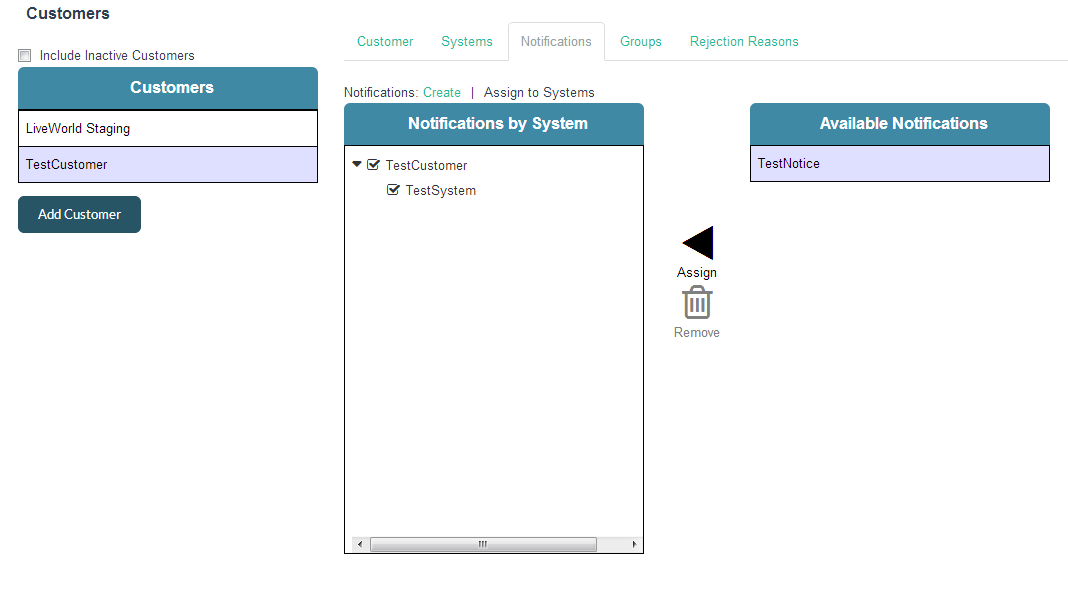 Customers
Include Inactive Customers
Customers
LiveWorld Staging
TestCustomer
Add Customer
Customer Systems Notifications Groups Rejection Reasons
Notifications: Create | Assign to Systems
Notifications by System
TestCustomer
TestSystem
Assign
Remove
Available Notifications
TestNotice